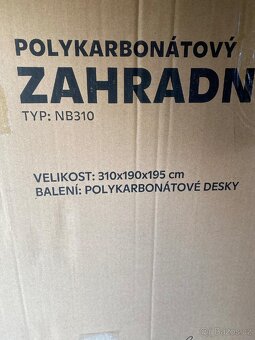 POLYKARBONÁTOVÝ
ZAHRADN
TYP: NB310
VELIKOST: 310x190x195 cm
BALENÍ: POLYKARBONÁTOVÉ DESKY